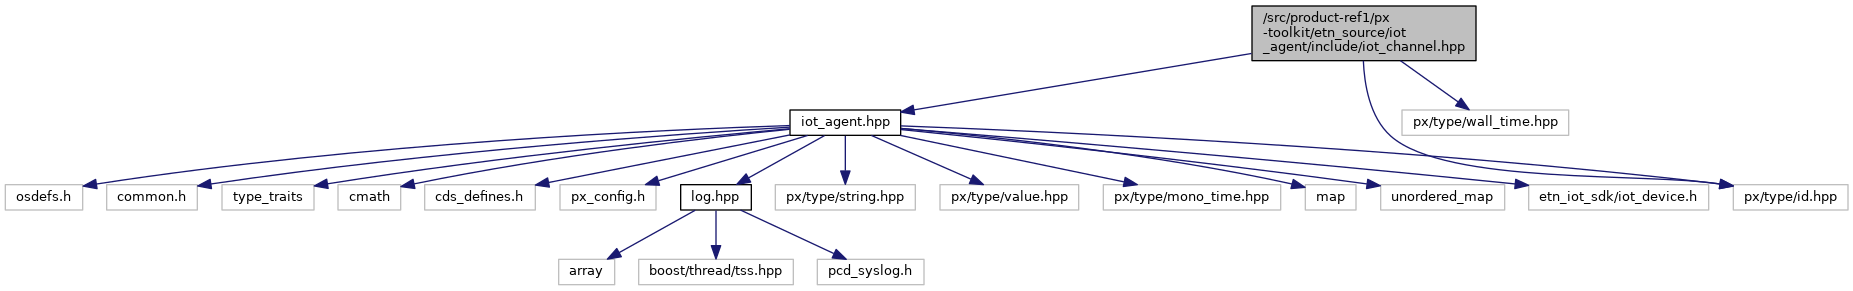 /src/product-ref1/px
-toolkit/etn_source/iot
_agent/include/iot_channel.hpp
iot_agent.hpp
px/type/wall_time.hpp
osdefs.h
common.h
type_traits
cmath
cds_defines.h
px_config.h
log.hpp
px/type/string.hpp
px/type/value.hpp
px/type/mono_time.hpp
map
unordered_map
etn_iot_sdk/iot_device.h
px/type/id.hpp
array
boost/thread/tss.hpp
pcd_syslog.h